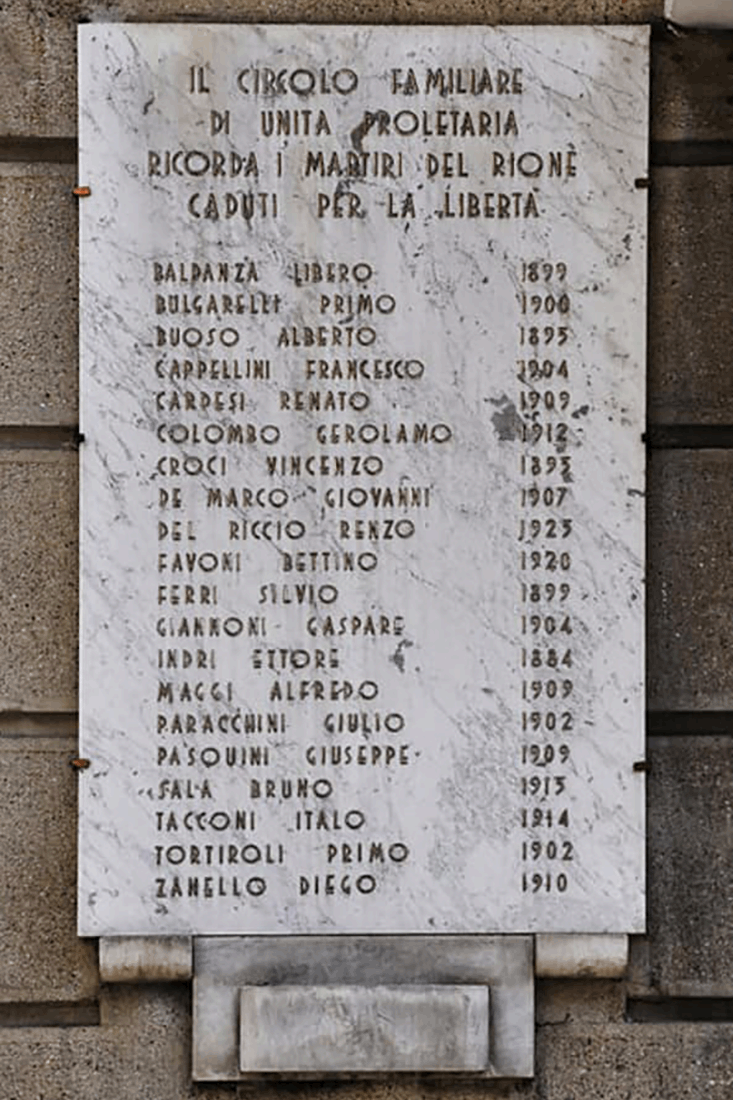 IL CIRCOLO FAMILIARE
DI UNITA PROLETARIA
RICORDA I MARTIRI DEL RIONE
CADUTI PER LA LIBERTÀ
BALDANZA LIBERO 1899
BULGARELLI PRIMO 1900
BUOSO ALBERTO 1895
CAPPELLINI FRANCESCO 1904
CARDESI RENATO 1909
COLOMBO GEROLAMO 1912
CROCI VINCENZO 1895
DE MARCO GIOVANNI 1907
DEL RICCIO RENZO 1923
FAVONI BETTINO 1920
FERRI SILVIO 1899
GIANNONI GASPARE 1904
INDRI ETTORE 1884
MAGGI ALFREDO 1909
PARACCHINI GIULIO 1902
PASQUINI GIUSEPPE 1909
SALA BRUNO 1913
TACCONI ITALO 1914
TORTIROLI PRIMO 1902
ZANELLO DIEGO 1910